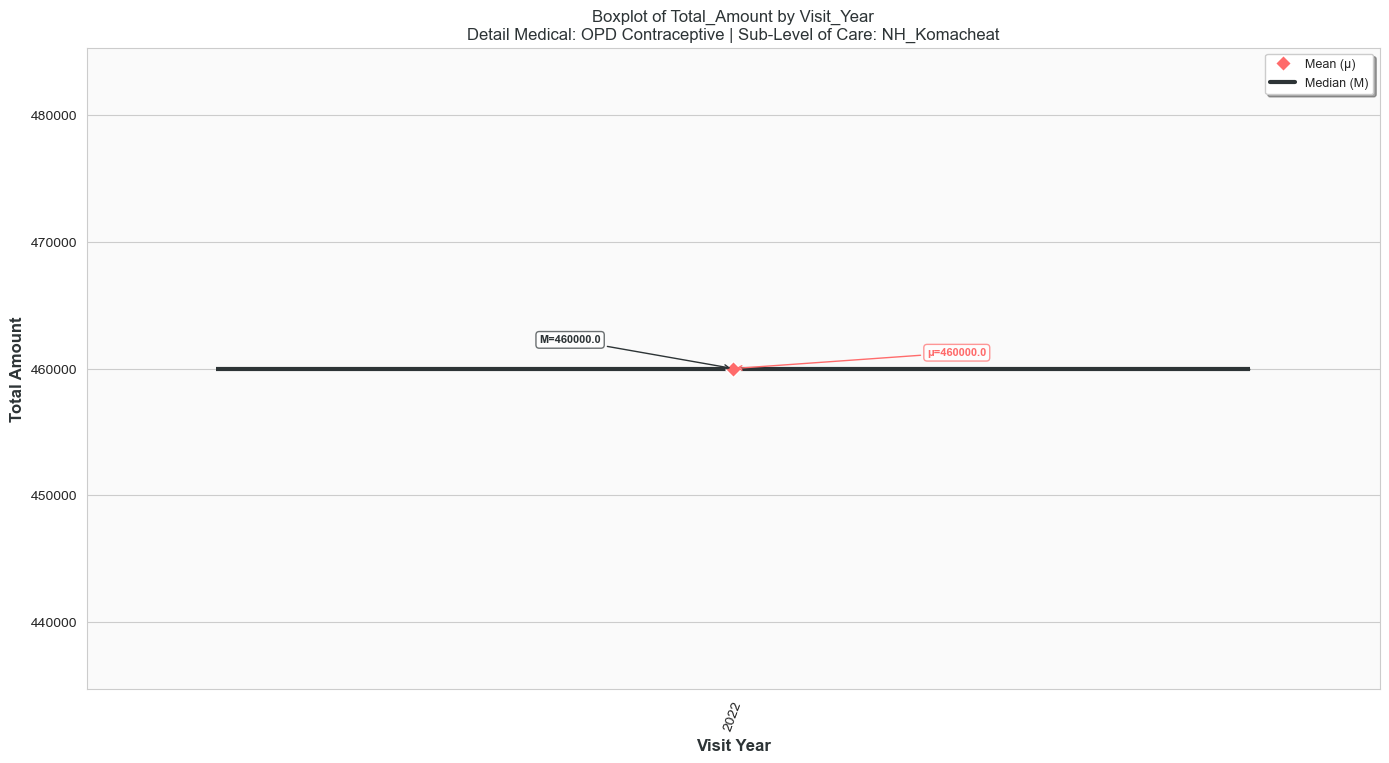 Boxplot of Total_Amount by Visit_Year
Detail Medical: OPD Contraceptive | Sub-Level of Care: NH_Komacheat
Mean (μ)
Median (M)
480000
470000
460000
450000
440000
Total Amount
M=460000.0
μ=460000.0
2022
Visit Year